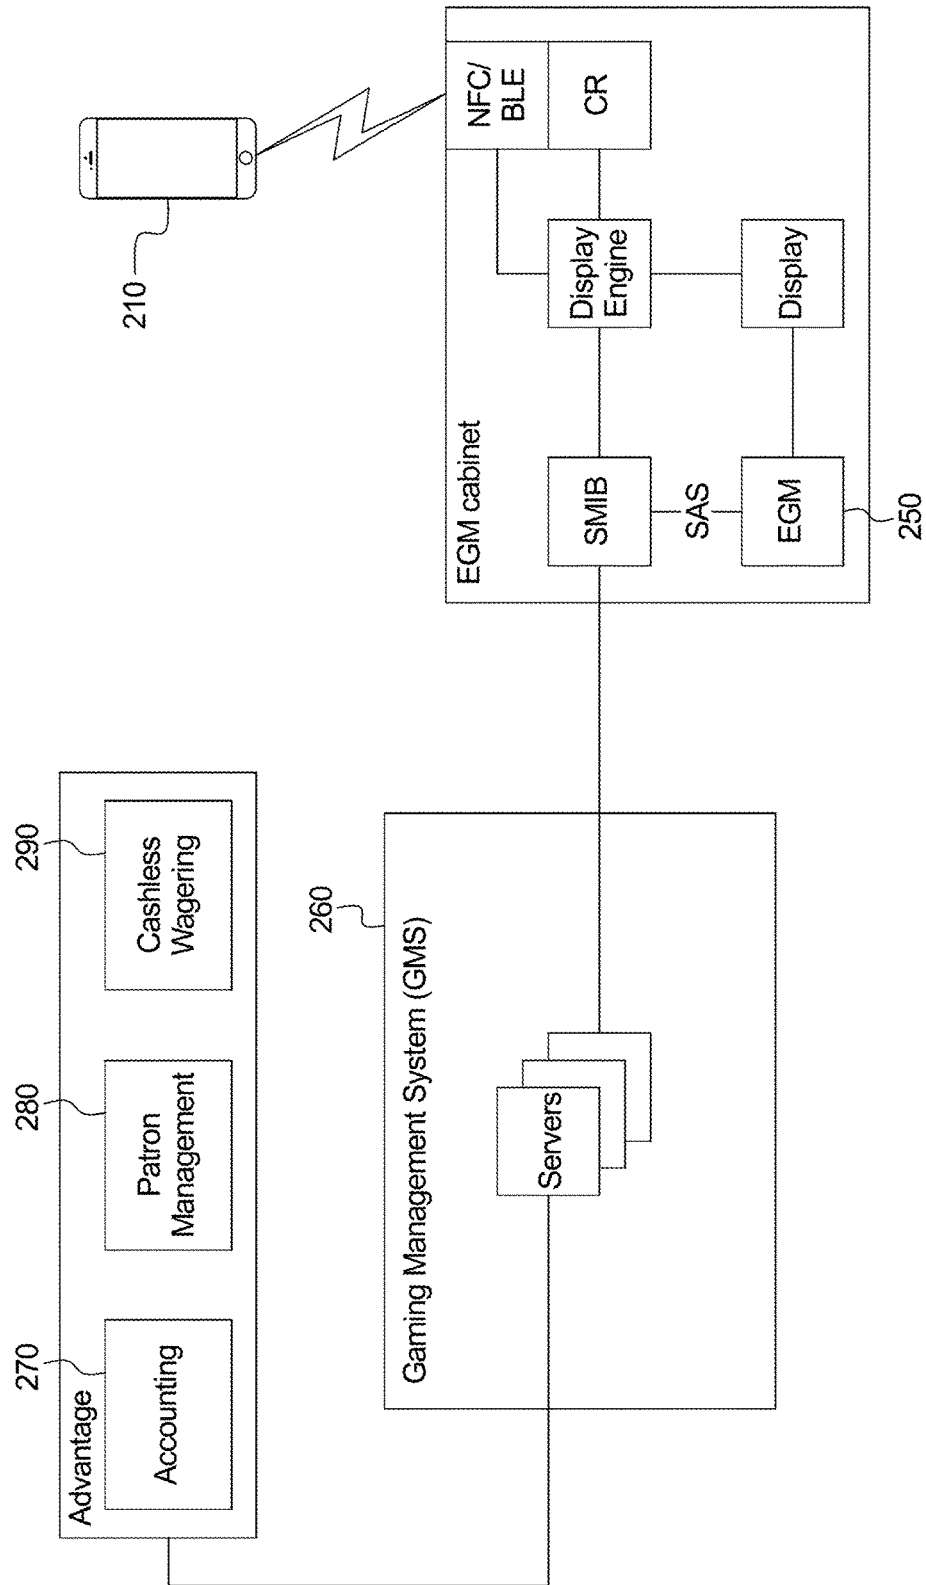 Advantage
270
Accounting
280
Patron
Management
290
Cashless
Wagering
260
Gaming Management System (GMS)
Servers
210
EGM cabinet
NFC/
BLE
CR
Display
Engine
SMIB
SAS
EGM
Display
250